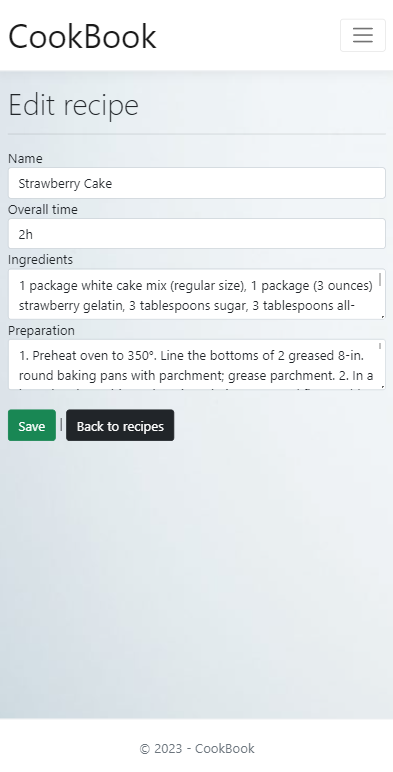 CookBook
Edit recipe
Name
Strawberry Cake
Overall time
2h
Ingredients
1 package white cake mix (regular size), 1 package (3 ounces)
strawberry gelatin, 3 tablespoons sugar, 3 tablespoons all-
Preparation
1. Preheat oven to 350°. Line the bottoms of 2 greased 8-in.
round baking pans with parchment; grease parchment. 2. In a
Save | Back to recipes
© 2023 - CookBook